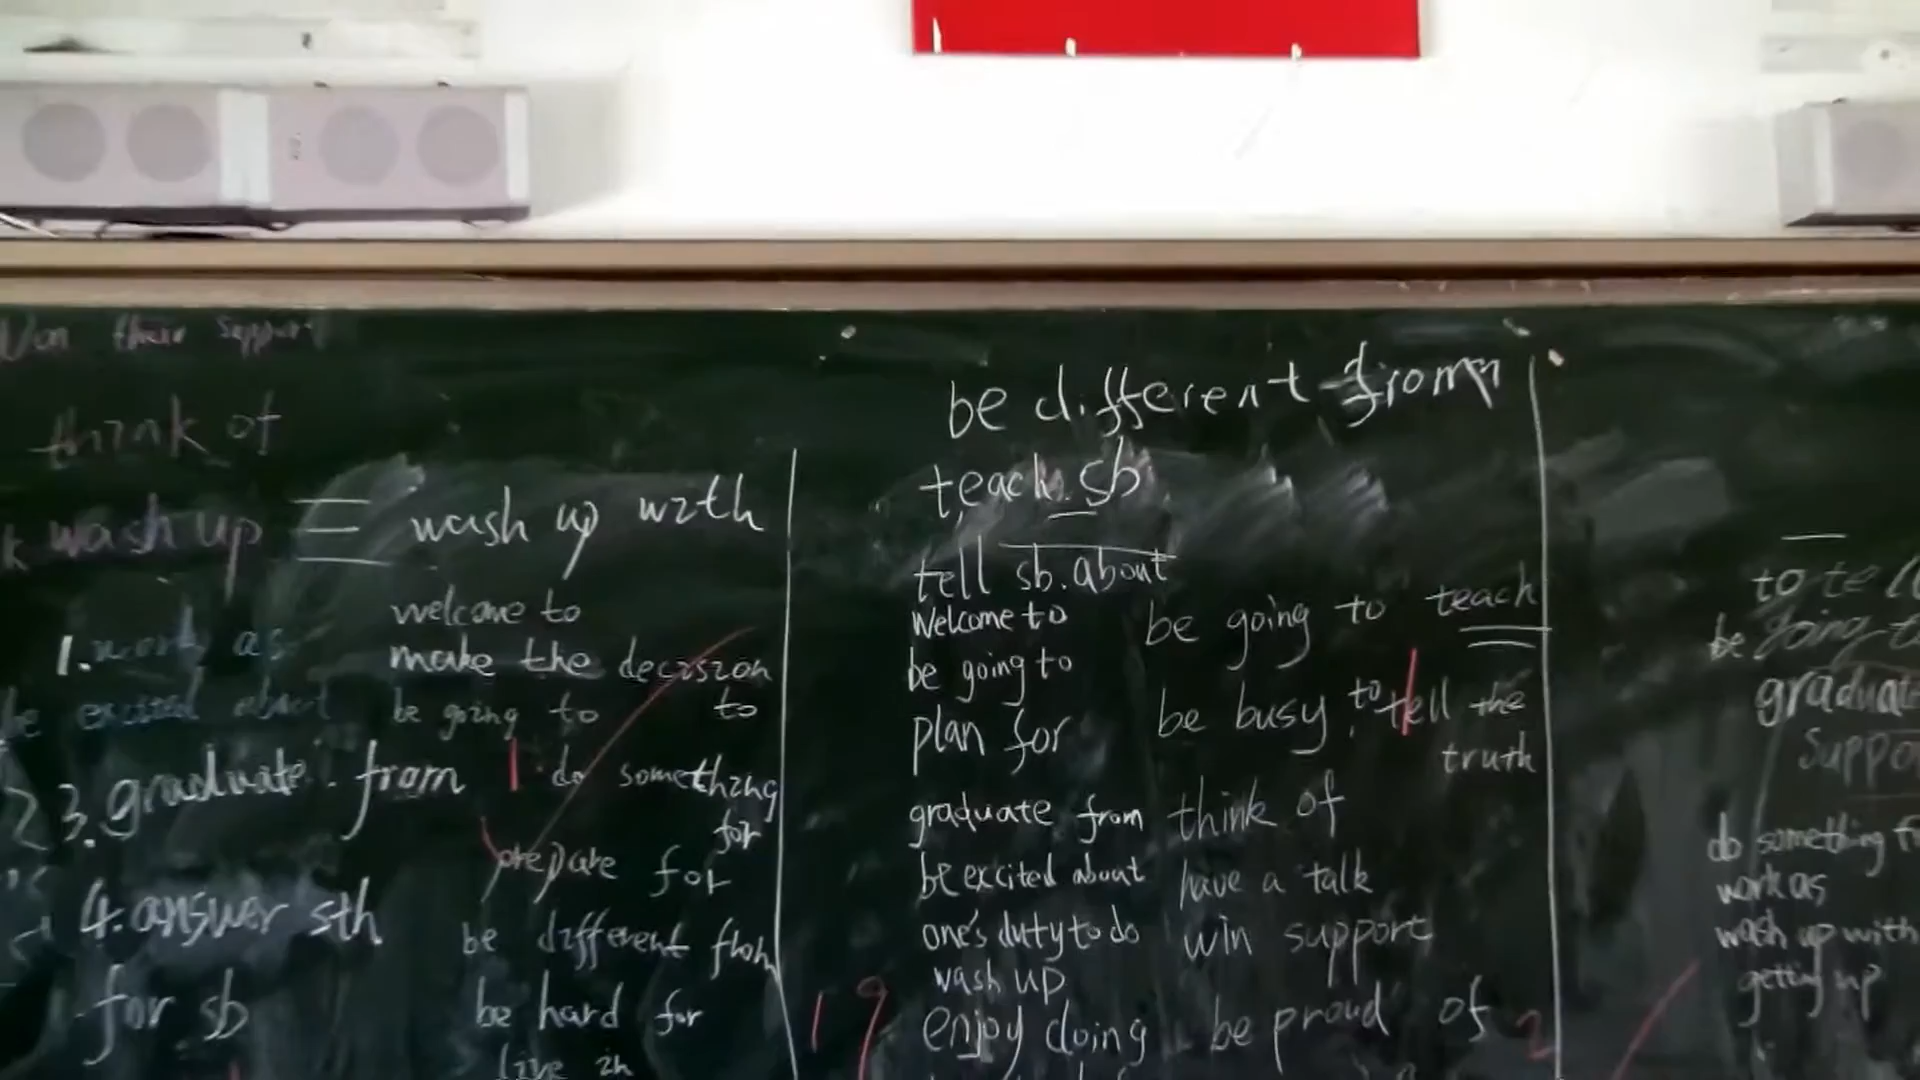 their support
think of
wash up = wash up with
welcome to
1. work as
make the decision
to
be excited about
be going to
3. graduate from
do something
for
prepare for
4. answer sth
for sb
be different from
be hard for
live in
be different from
teach sb
tell sb. about
Welcome to
be going to
plan for
graduate from
be excited about
one's duty to do
wash up
enjoy doing
be going to teach
be busy to tell the
truth
think of
have a talk
win support
be proud of
19
2
to tell
be going t
graduate
suppo
do something f
work as
wash up with
getting up